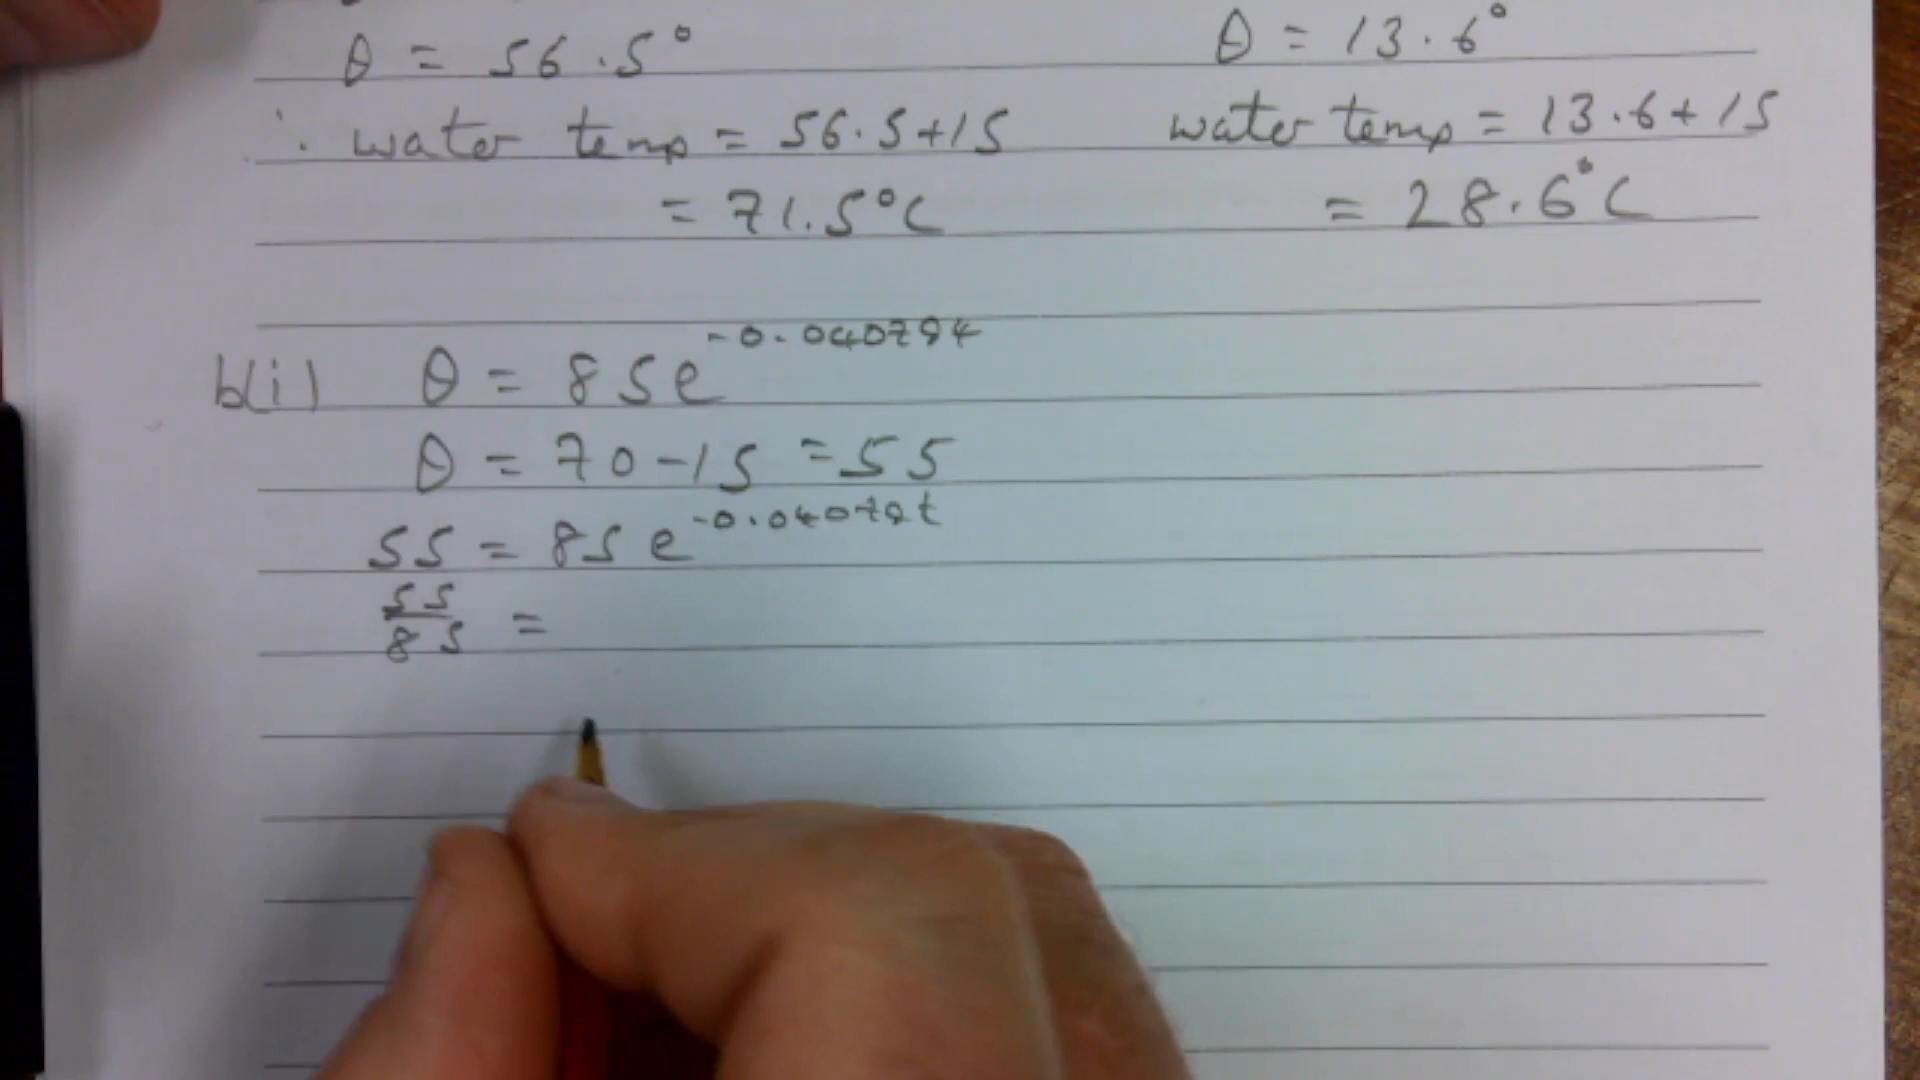 θ = 56.5° θ = 13.6°
∴ water temp = 56.5+15 water temp = 13.6+15
= 71.5°C = 28.6°C
b(i) θ = 85e^-0.04079t
θ = 70-15 = 55
55 = 85e^-0.04079t
55/85 =